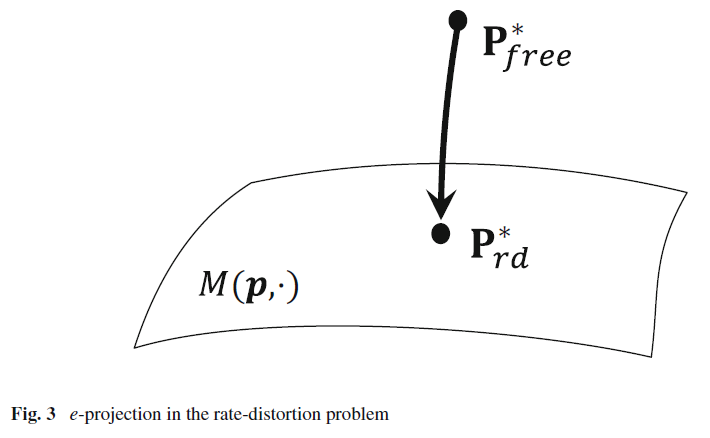 P*free
P*rd
M(p,·)
Fig. 3 e-projection in the rate-distortion problem